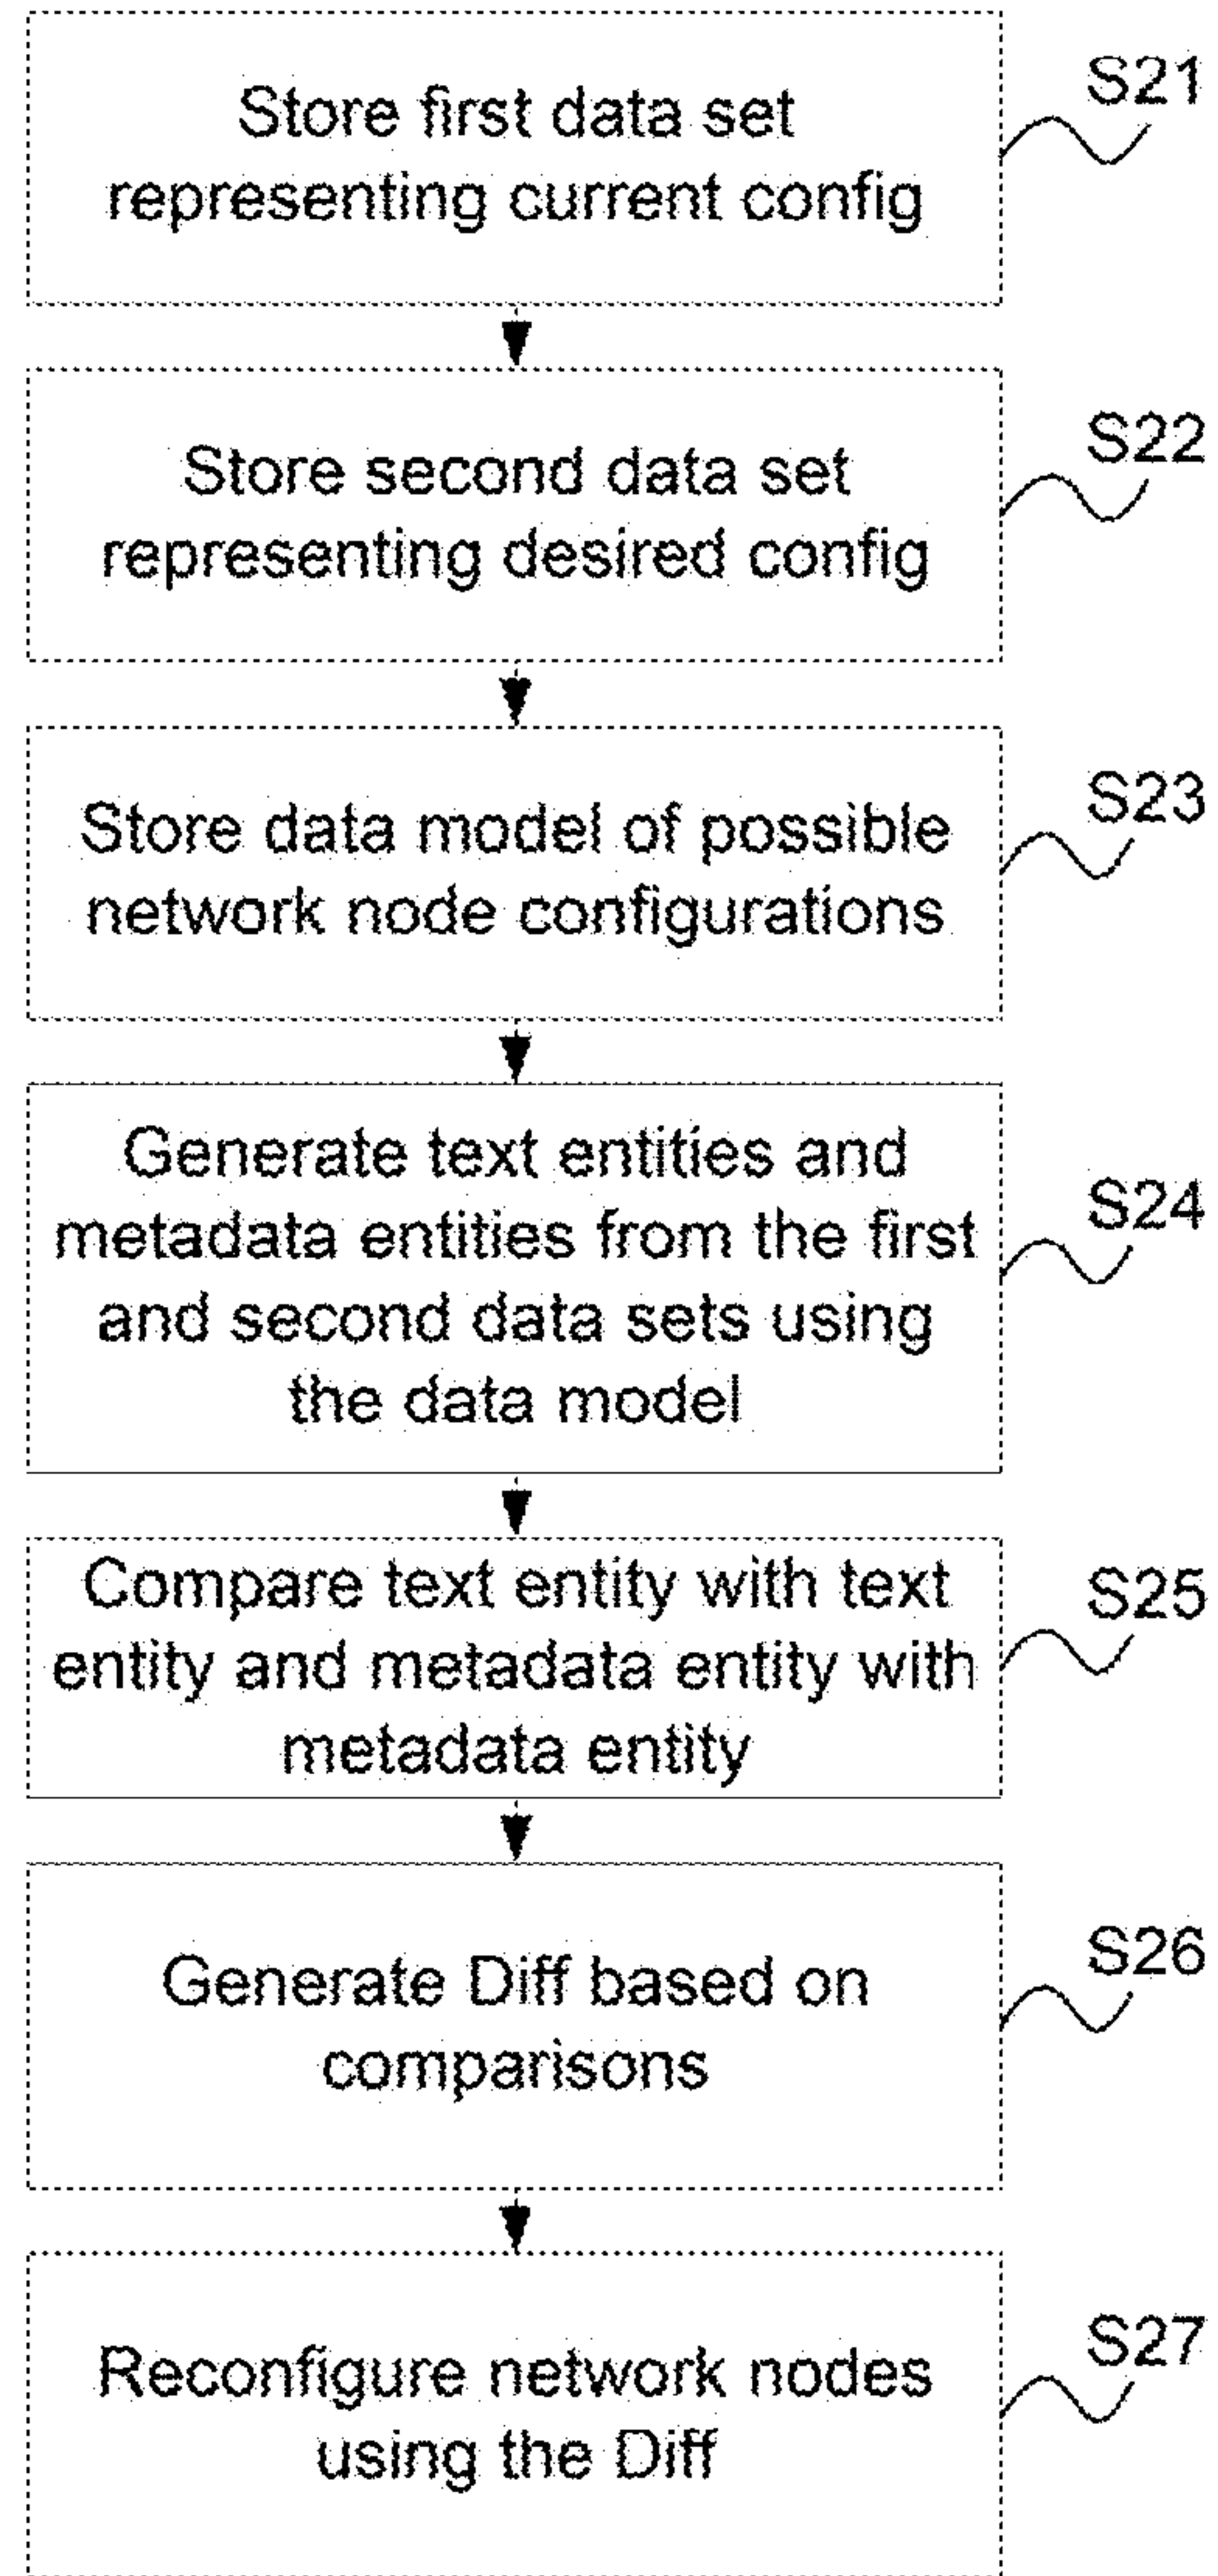 Store first data set
representing current config
S21
Store second data set
representing desired config
S22
Store data model of possible
network node configurations
S23
Generate text entities and
metadata entities from the first
and second data sets using
the data model
S24
Compare text entity with text
entity and metadata entity with
metadata entity
S25
Generate Diff based on
comparisons
S26
Reconfigure network nodes
using the Diff
S27